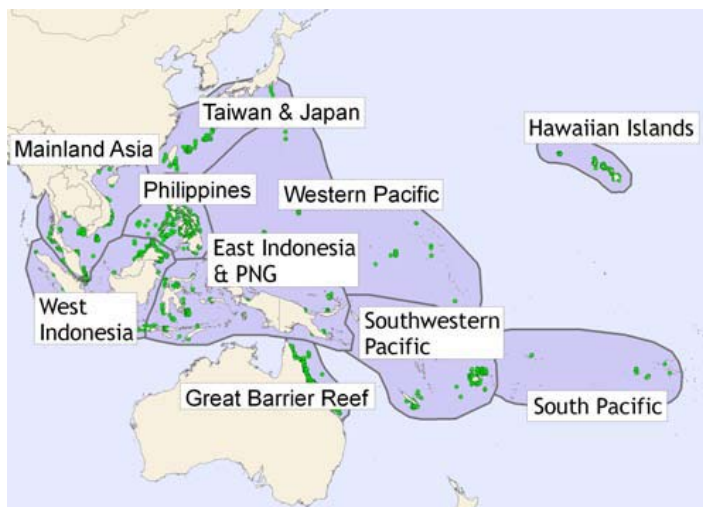 Taiwan & Japan
Hawaiian Islands
Mainland Asia
Philippines
Western Pacific
East Indonesia
& PNG
West
Indonesia
Southwestern
Pacific
Great Barrier Reef
South Pacific